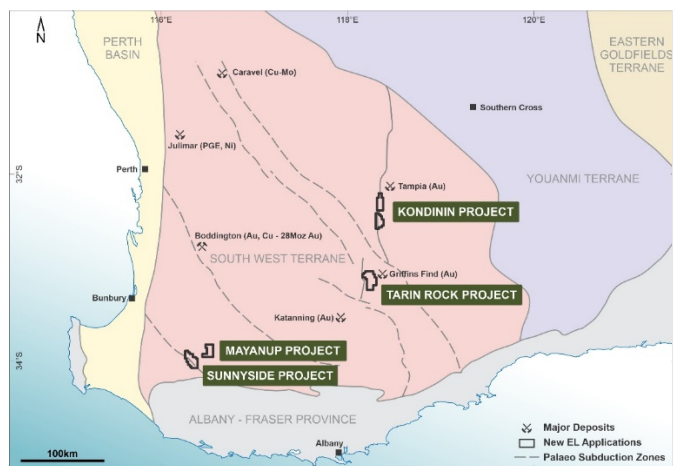 116°E
118°E
120°E
N
PERTH
BASIN
EASTERN
GOLDFIELDS
TERRANE
Caravel (Cu-Mo)
Southern Cross
Julimar (PGE, Ni)
Perth
32°S
Tampia (Au)
YOUANMI TERRANE
KONDININ PROJECT
Boddington (Au, Cu - 28Moz Au)
SOUTH WEST TERRANE
Griffins Find (Au)
TARIN ROCK PROJECT
Bunbury
Katanning (Au)
MAYANUP PROJECT
34°S
SUNNYSIDE PROJECT
ALBANY - FRASER PROVINCE
Major Deposits
New EL Applications
Albany
Palaeo Subduction Zones
100km